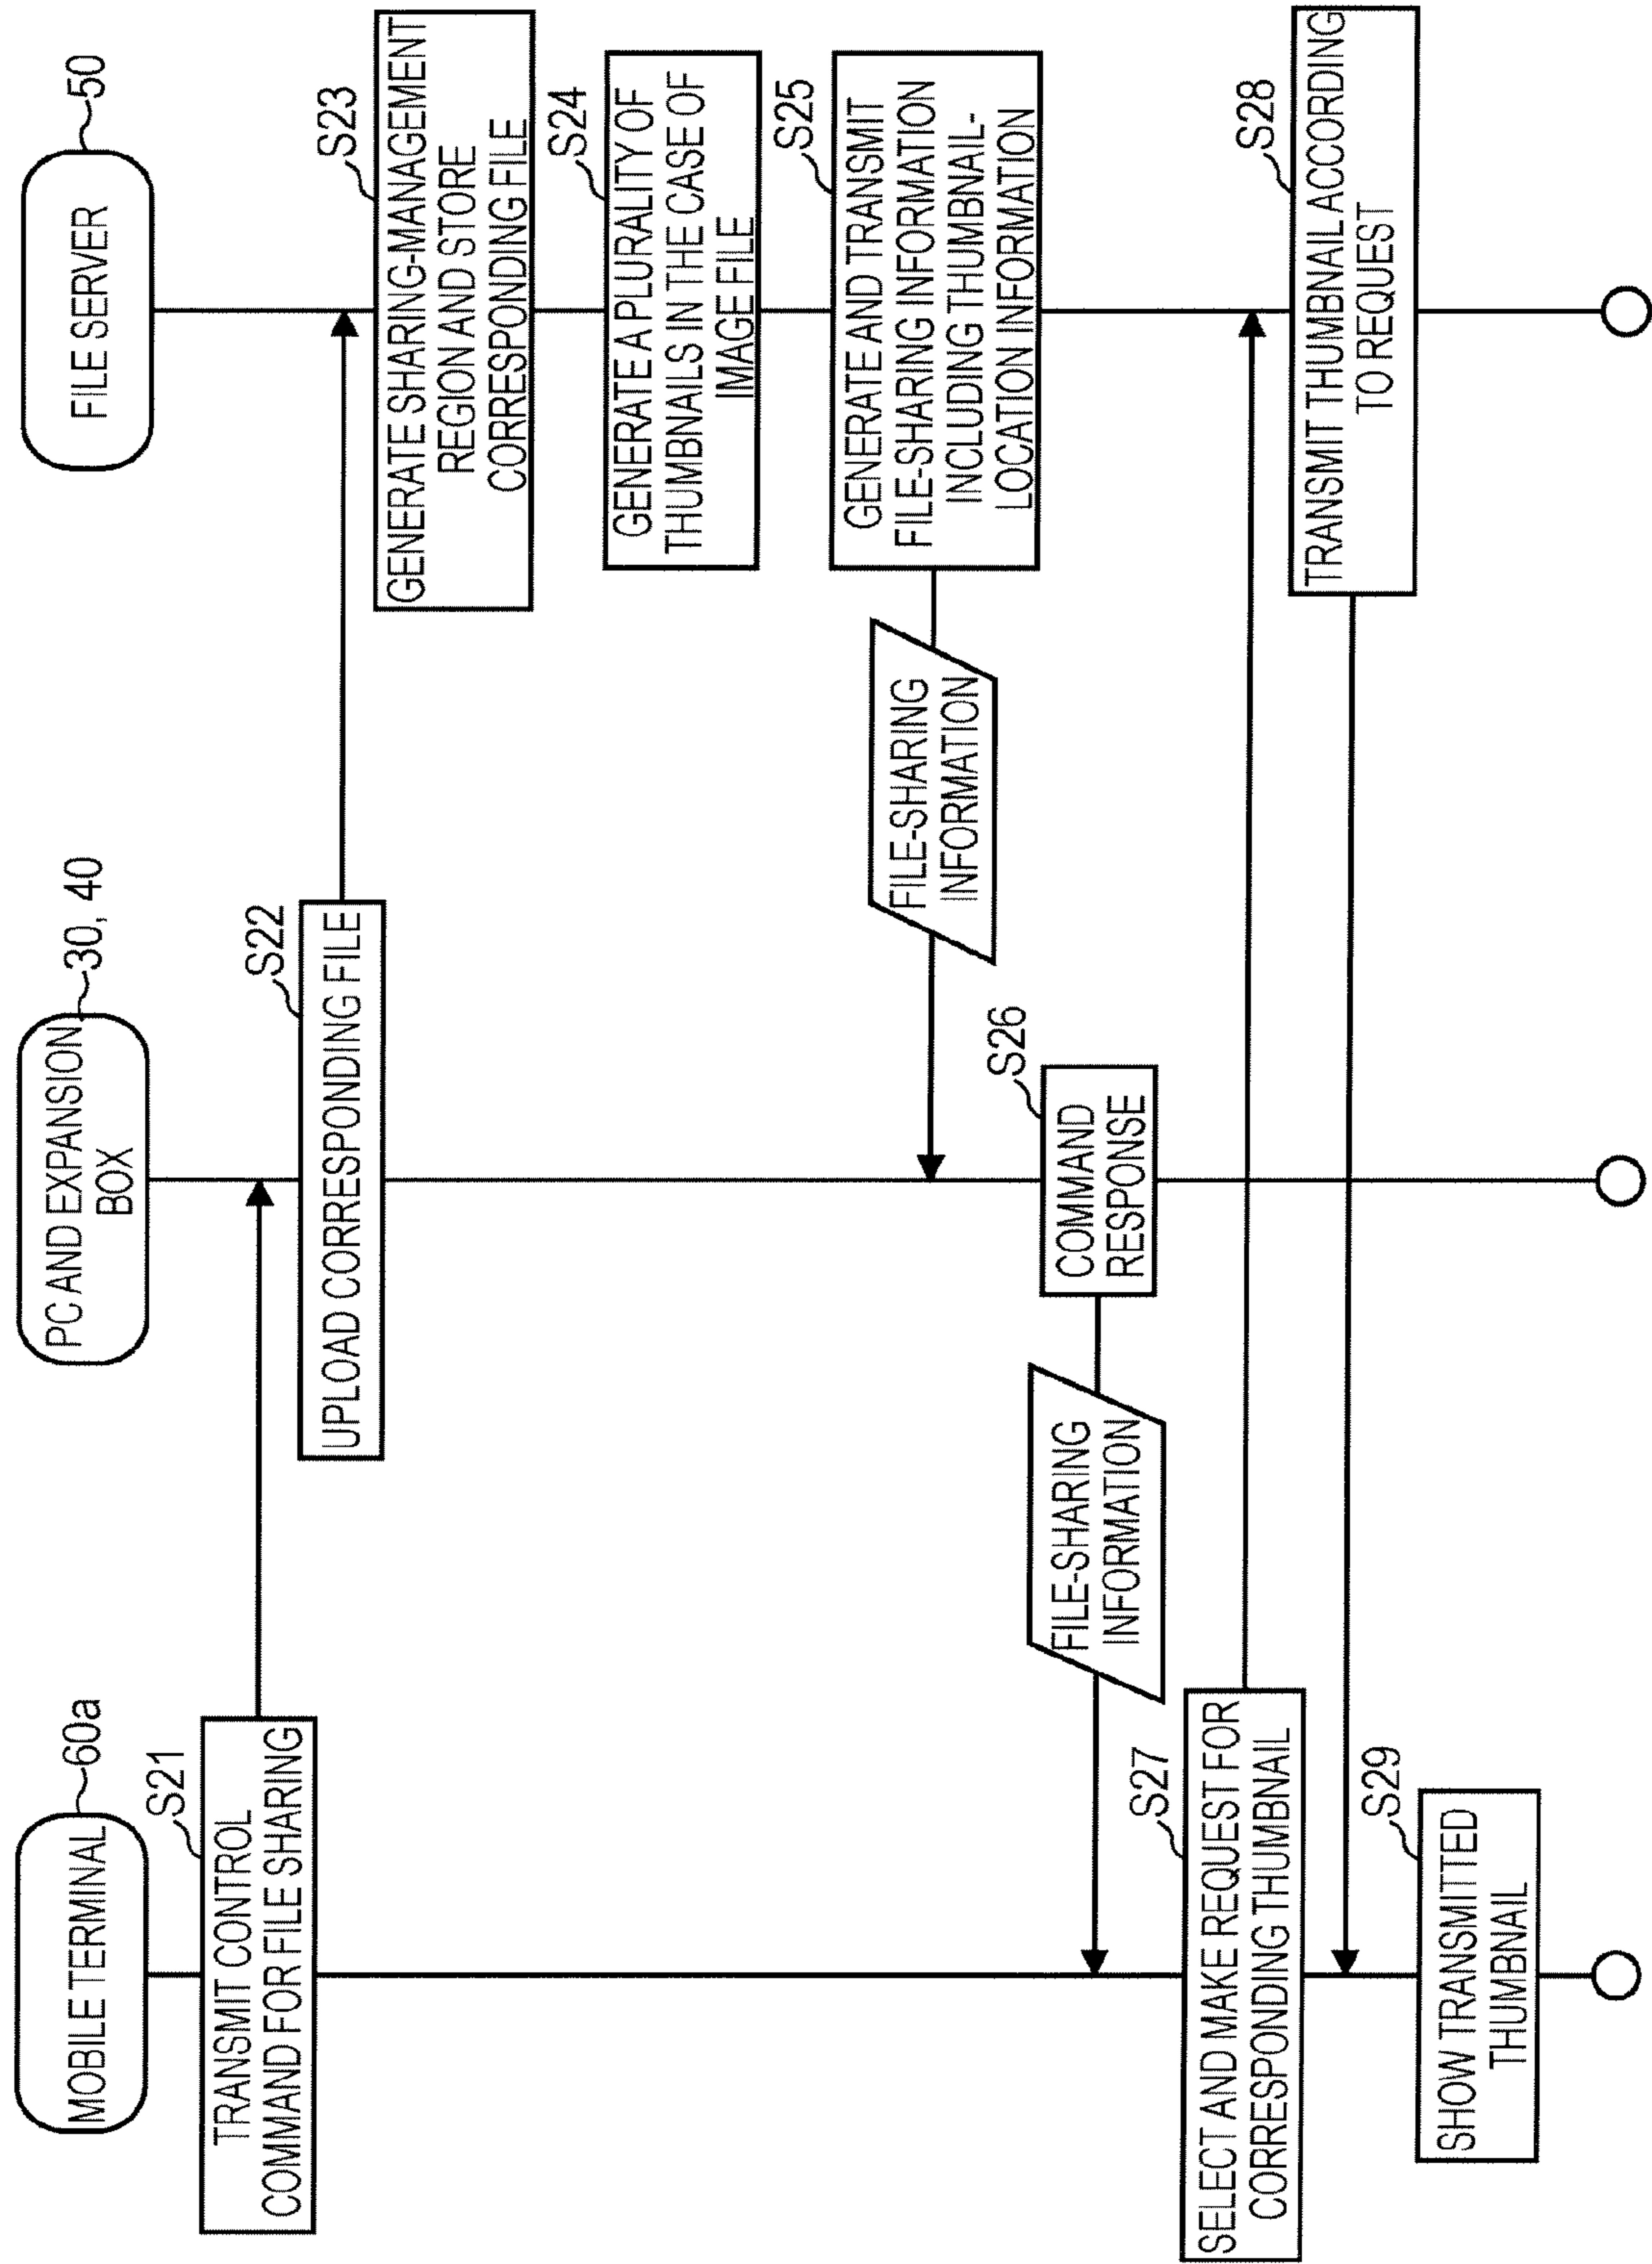 MOBILE TERMINAL
60a
PC AND EXPANSION
BOX
30, 40
FILE SERVER
50
S21
TRANSMIT CONTROL
COMMAND FOR FILE SHARING
S22
UPLOAD CORRESPONDING FILE
S23
GENERATE SHARING-MANAGEMENT
REGION AND STORE
CORRESPONDING FILE
S24
GENERATE A PLURALITY OF
THUMBNAILS IN THE CASE OF
IMAGE FILE
S25
GENERATE AND TRANSMIT
FILE-SHARING INFORMATION
INCLUDING THUMBNAIL-
LOCATION INFORMATION
FILE-SHARING
INFORMATION
S26
COMMAND
RESPONSE
FILE-SHARING
INFORMATION
S27
SELECT AND MAKE REQUEST FOR
CORRESPONDING THUMBNAIL
S28
TRANSMIT THUMBNAIL ACCORDING
TO REQUEST
S29
SHOW TRANSMITTED
THUMBNAIL